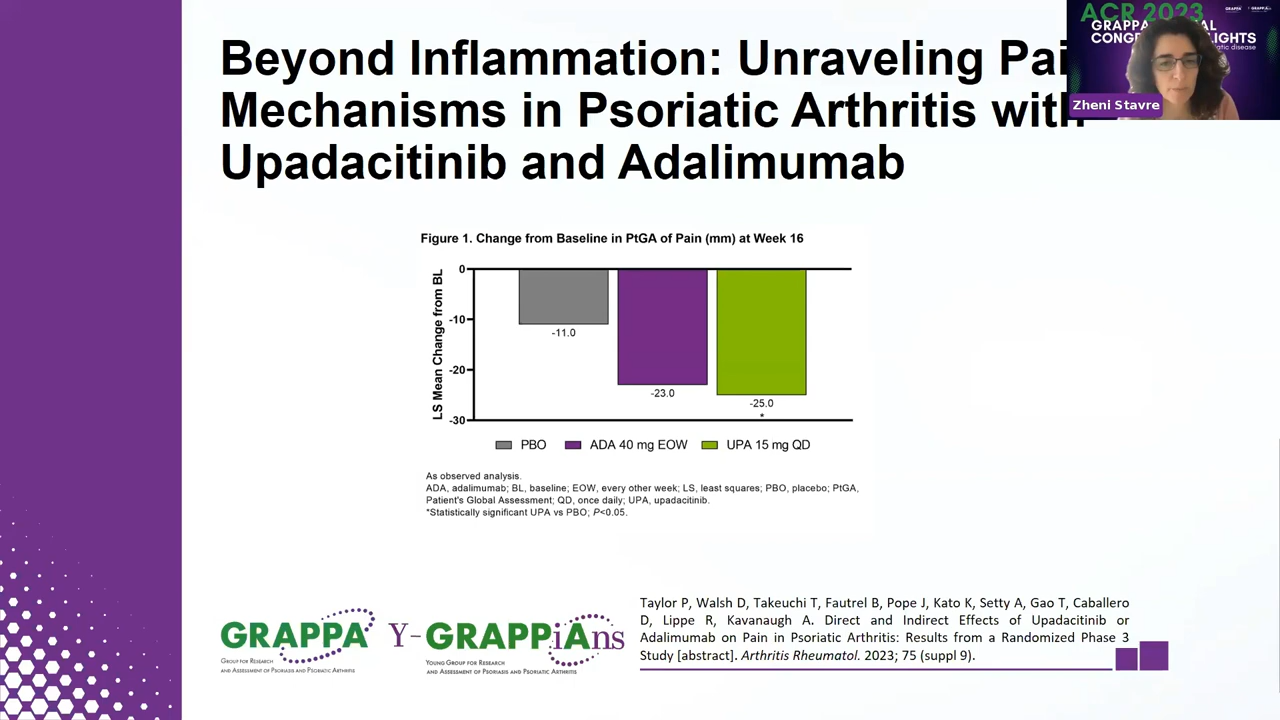 Beyond Inflammation: Unraveling Pai
Mechanisms in Psoriatic Arthritis with
Upadacitinib and Adalimumab
ACR 2023
GRAPPA
CONG
LIGHTS
Zheni Stavre
Figure 1. Change from Baseline in PtGA of Pain (mm) at Week 16
LS Mean Change from BL
0
-10
-20
-30
-11.0
-23.0
-25.0
*
PBO ADA 40 mg EOW UPA 15 mg QD
As observed analysis.
ADA, adalimumab; BL, baseline; EOW, every other week; LS, least squares; PBO, placebo; PtGA,
Patient's Global Assessment; QD, once daily; UPA, upadacitinib.
*Statistically significant UPA vs PBO; P<0.05.
GRAPPA
Group for Research
and Assessment of Psoriasis and Psoriatic Arthritis
Y-GRAPPiAns
Young Group for Research
and Assessment of Psoriasis and Psoriatic Arthritis
Taylor P, Walsh D, Takeuchi T, Fautrel B, Pope J, Kato K, Setty A, Gao T, Caballero
D, Lippe R, Kavanaugh A. Direct and Indirect Effects of Upadacitinib or
Adalimumab on Pain in Psoriatic Arthritis: Results from a Randomized Phase 3
Study [abstract]. Arthritis Rheumatol. 2023; 75 (suppl 9).